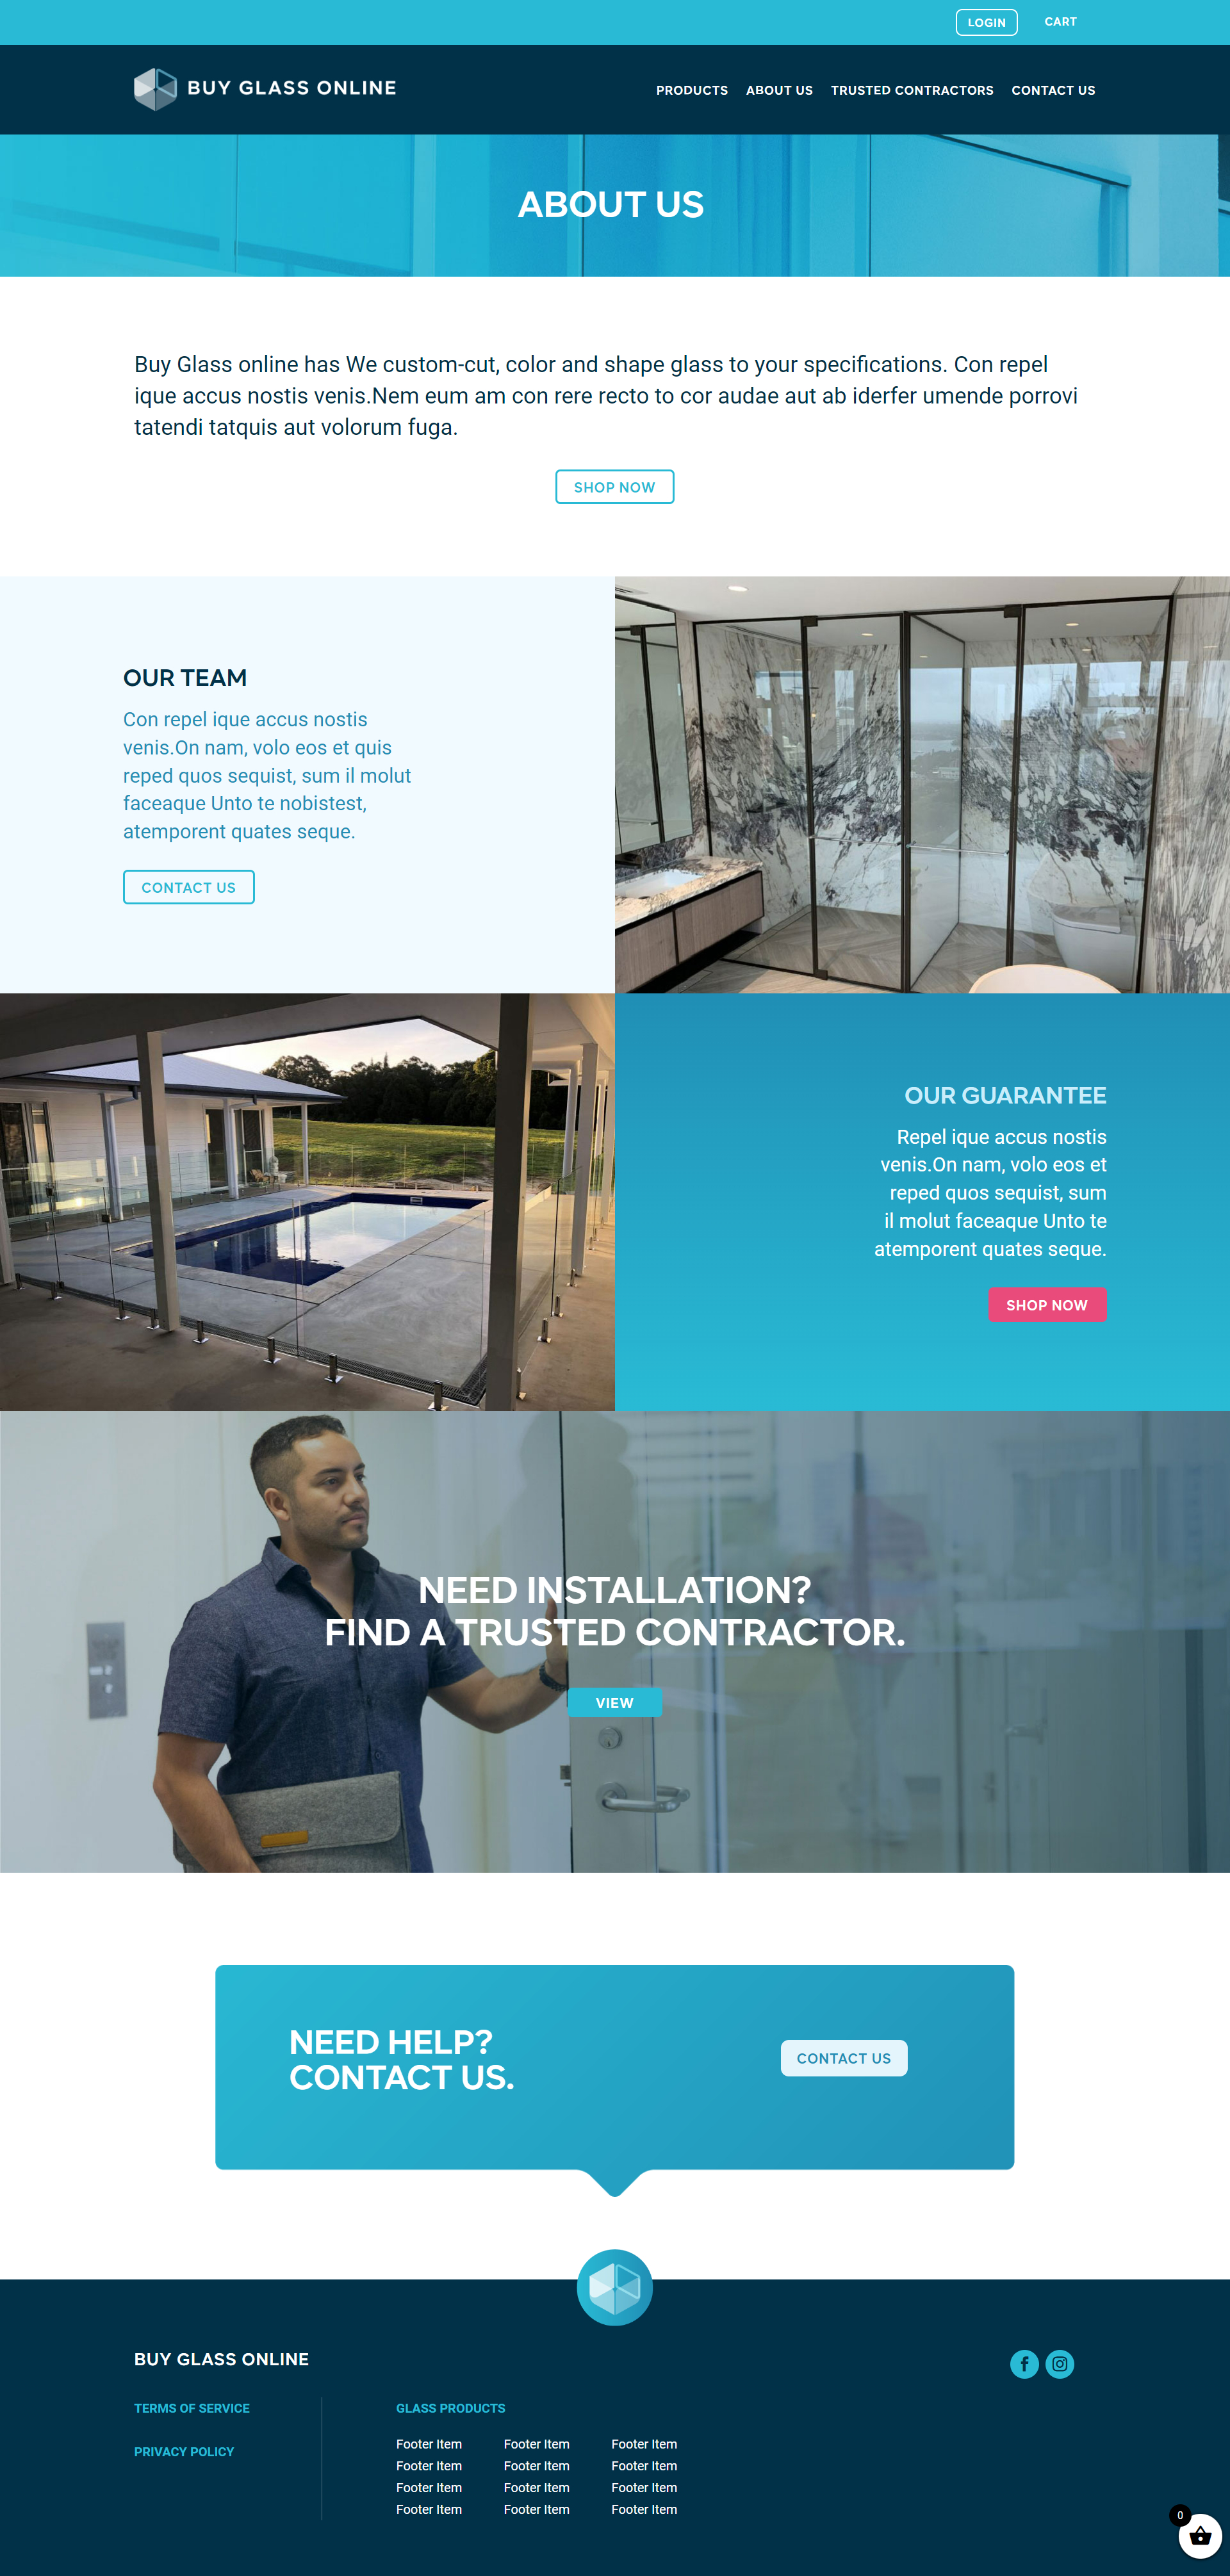 LOGIN
CART
BUY GLASS ONLINE
PRODUCTS
ABOUT US
TRUSTED CONTRACTORS
CONTACT US
ABOUT US
Buy Glass online has We custom-cut, color and shape glass to your specifications. Con repel
ique accus nostis venis.Nem eum am con rere recto to cor audae aut ab iderfer umende porrovi
tatendi tatquis aut volorum fuga.
SHOP NOW
OUR TEAM
Con repel ique accus nostis
venis.On nam, volo eos et quis
reped quos sequist, sum il molut
faceaque Unto te nobistest,
atemporent quates seque.
CONTACT US
OUR GUARANTEE
Repel ique accus nostis
venis.On nam, volo eos et
reped quos sequist, sum
il molut faceaque Unto te
atemporent quates seque.
SHOP NOW
NEED INSTALLATION?
FIND A TRUSTED CONTRACTOR.
VIEW
NEED HELP?
CONTACT US.
CONTACT US
BUY GLASS ONLINE
TERMS OF SERVICE
PRIVACY POLICY
GLASS PRODUCTS
Footer Item Footer Item Footer Item
Footer Item Footer Item Footer Item
Footer Item Footer Item Footer Item
Footer Item Footer Item Footer Item
0